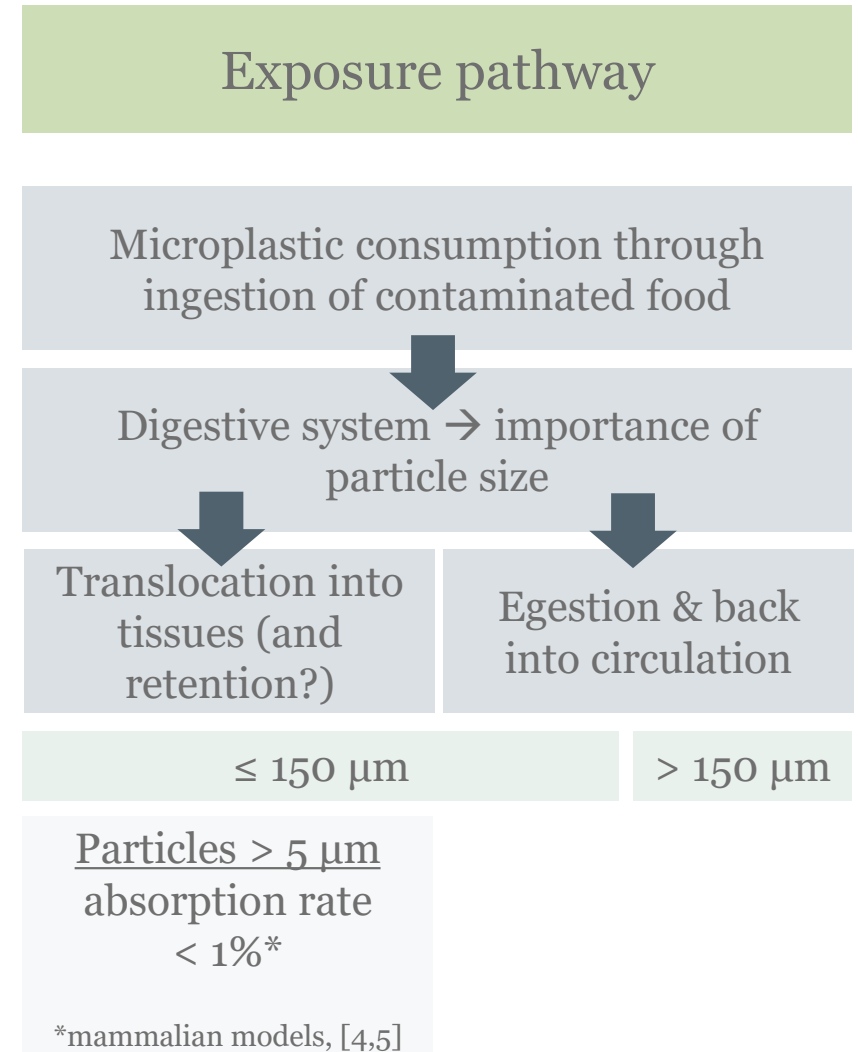 Exposure pathway
Microplastic consumption through
ingestion of contaminated food
Digestive system → importance of
particle size
Translocation into
tissues (and
retention?)
Egestion & back
into circulation
≤ 150 µm
> 150 µm
Particles > 5 µm
absorption rate
< 1%*
*mammalian models, [4,5]